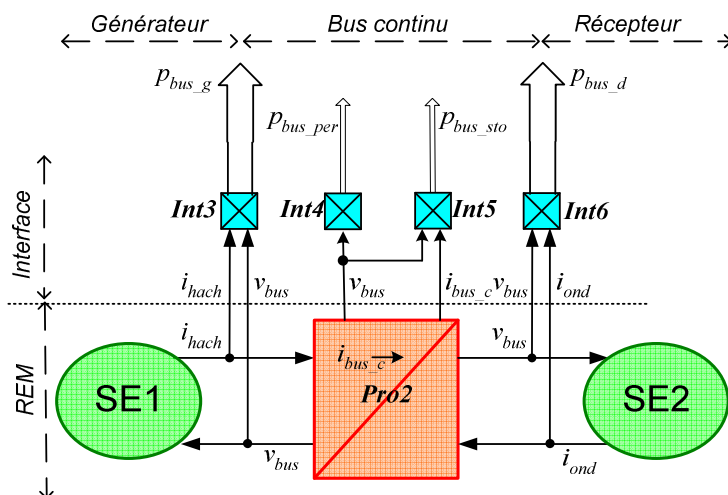 Générateur Bus continu Récepteur
p_bus_g p_bus_per p_bus_sto p_bus_d
Interface
Int3 Int4 Int5 Int6
i_hach v_bus v_bus i_bus_c v_bus i_ond
REM
i_hach i_bus_c v_bus
SE1 Pro2 SE2
v_bus i_ond